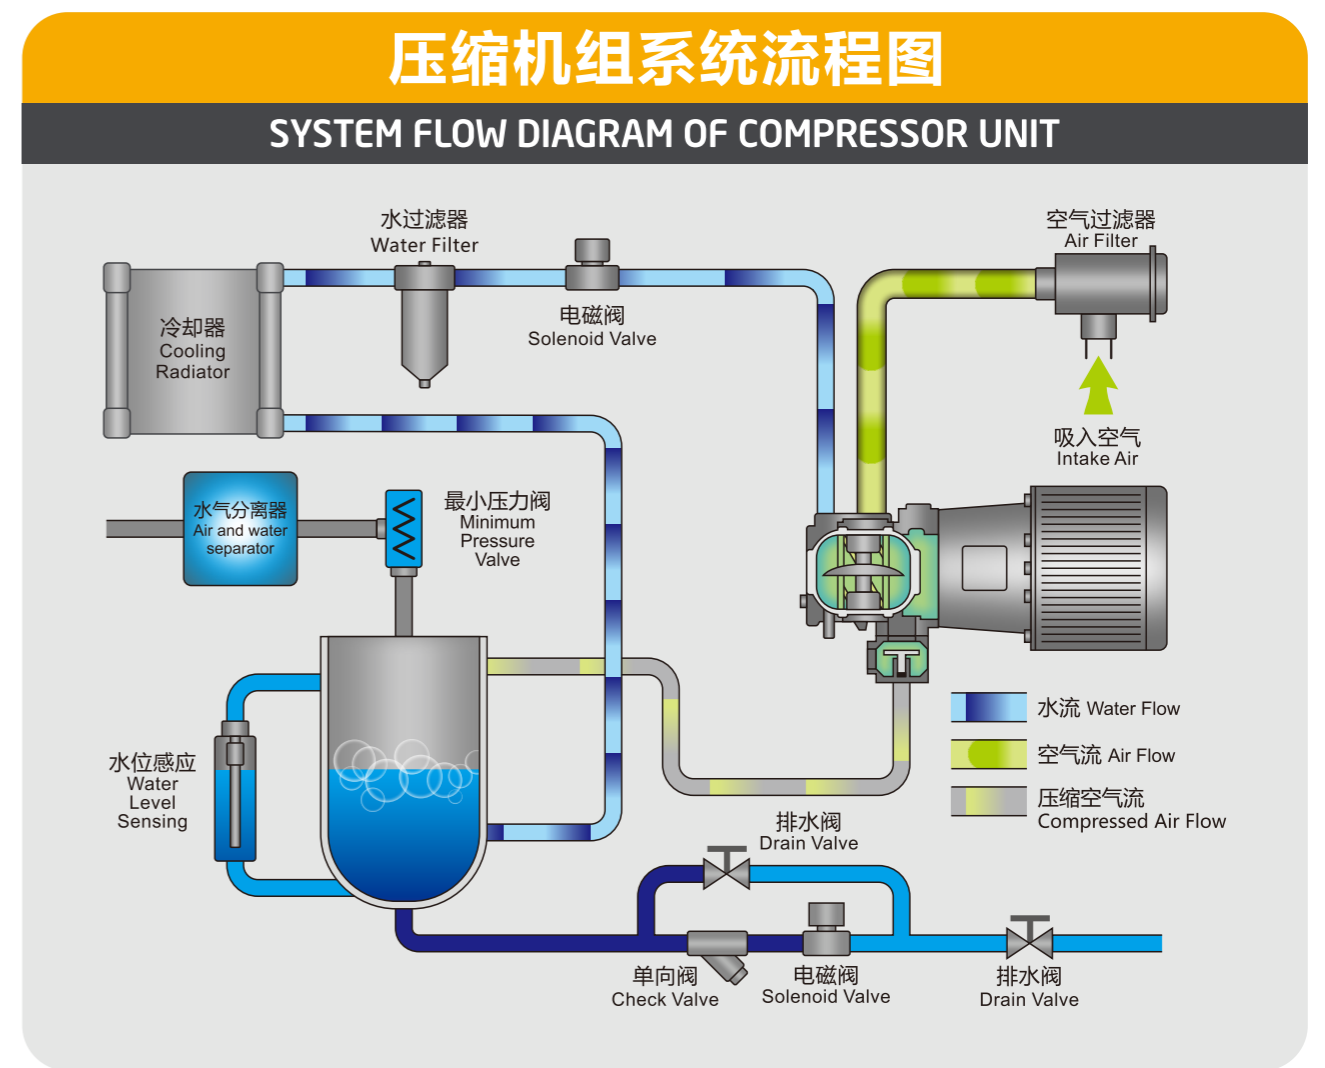 压缩机组系统流程图
SYSTEM FLOW DIAGRAM OF COMPRESSOR UNIT
水过滤器
Water Filter
空气过滤器
Air Filter
电磁阀
Solenoid Valve
冷却器
Cooling
Radiator
吸入空气
Intake Air
水气分离器
Air and water
separator
最小压力阀
Minimum
Pressure
Valve
水流 Water Flow
空气流 Air Flow
压缩空气流
Compressed Air Flow
水位感应
Water
Level
Sensing
排水阀
Drain Valve
单向阀
Check Valve
电磁阀
Solenoid Valve
排水阀
Drain Valve